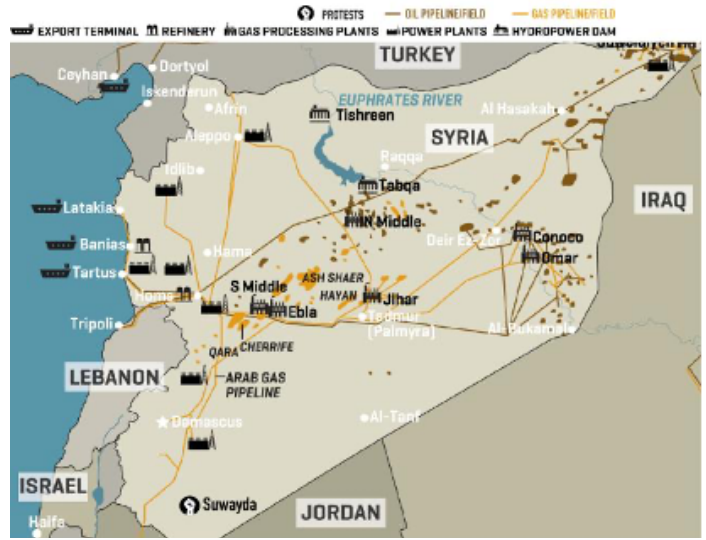 PROTESTS
OIL PIPELINE/FIELD
GAS PIPELINE/FIELD
EXPORT TERMINAL
REFINERY
GAS PROCESSING PLANTS
POWER PLANTS
HYDROPOWER DAM
TURKEY
Ceyhan
Dortyol
Iskenderun
Afrin
EUPHRATES RIVER
Tishreen
Al Hasakah
Alappo
SYRIA
Idlib
Raqqa
Tabqa
IRAQ
Latakia
N Middle
Banias
Hama
Dair Ez-Zor
Conoco
Omar
Tartus
ASH SHAER
S Middle
HAYAN
Jihar
Homs
Ebla
Tripoli
Tadmur
(Palmyra)
Al-Bukamal
CHERRIFE
QARA
LEBANON
ARAB GAS
PIPELINE
Damascus
Al-Tanf
ISRAEL
Suwayda
JORDAN
Haifa